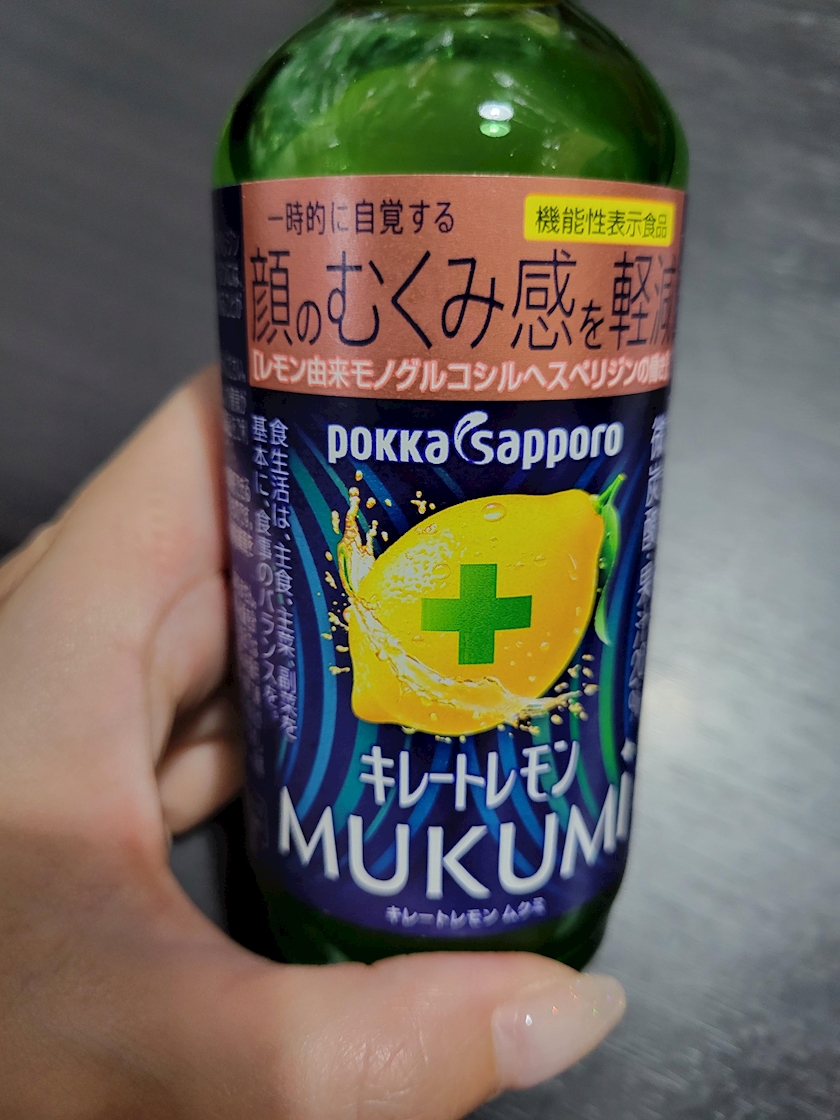 一時的に自覚する
機能性表示食品
顔のむくみ感を軽減
【レモン由来モノグルコシルヘスペリジンの働き
pokka sapporo
食生活は、主食、主菜、副菜を
基本に、食事のバランスを。
キレートレモン
MUKUMI
キレートレモン ムクミ